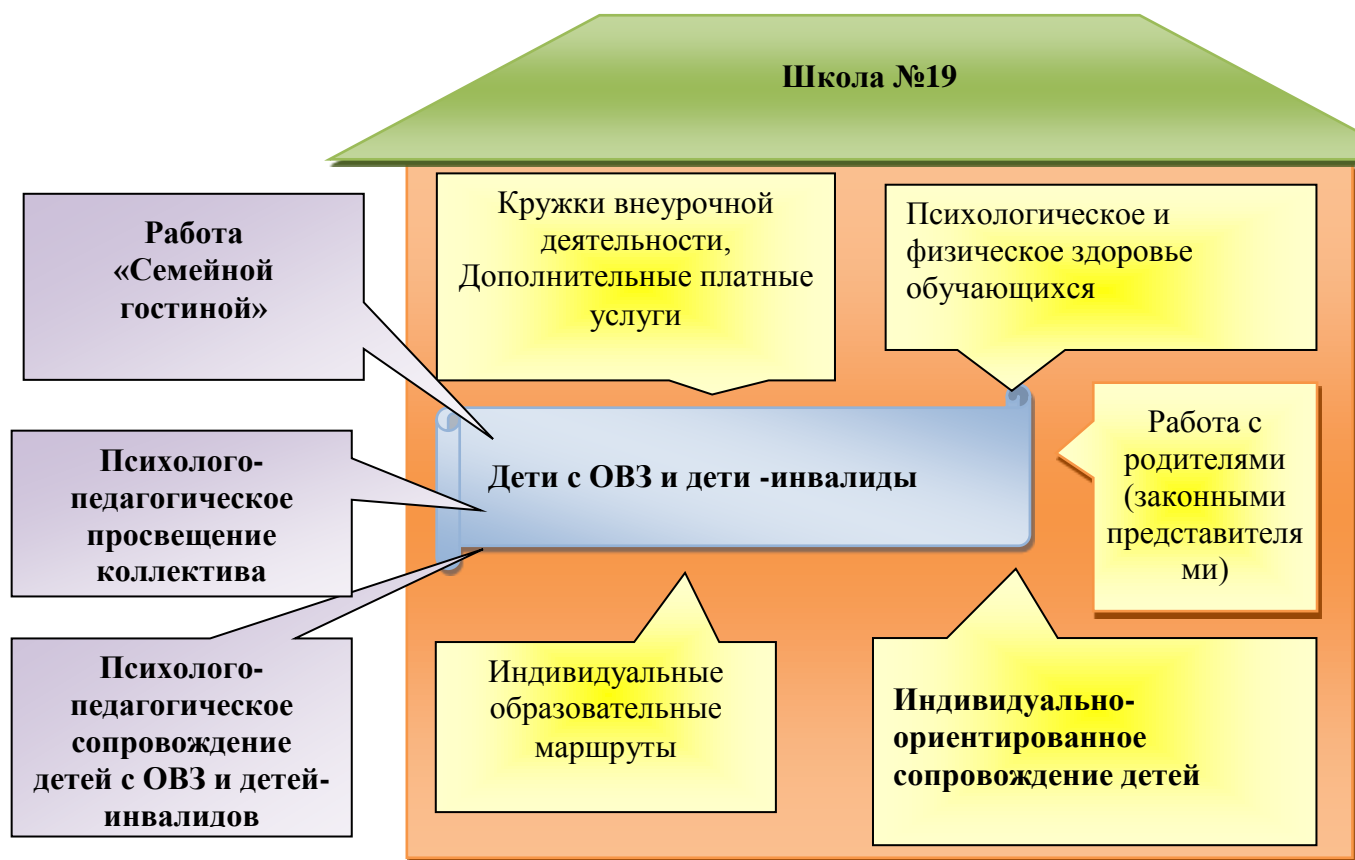 Школа №19
Работа
«Семейной
гостиной»
Кружки внеурочной
деятельности,
Дополнительные платные
услуги
Психологическое и
физическое здоровье
обучающихся
Психолого-
педагогическое
просвещение
коллектива
Дети с ОВЗ и дети -инвалиды
Работа с
родителями
(законными
представителя
ми)
Психолого-
педагогическое
сопровождение
детей с ОВЗ и детей-
инвалидов
Индивидуальные
образовательные
маршруты
Индивидуально-
ориентированное
сопровождение детей